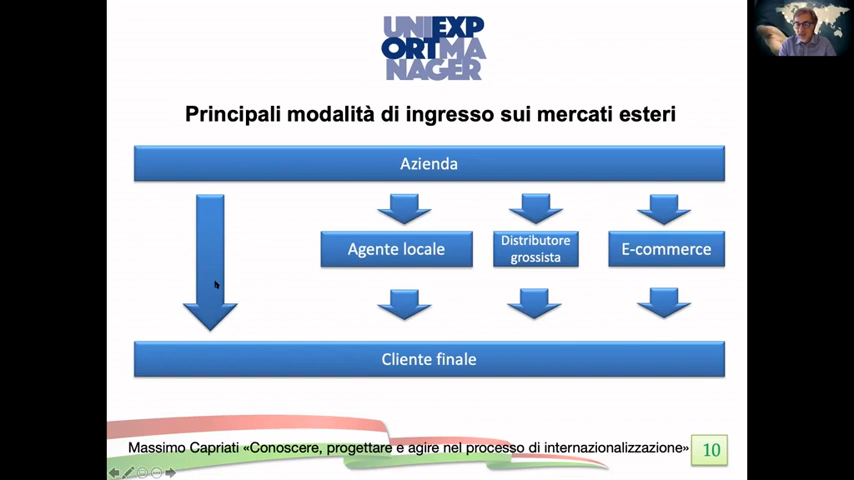 UNIEXP
ORTMA
NAGER
Principali modalità di ingresso sui mercati esteri
Azienda
Agente locale
Distributore
grossista
E-commerce
Cliente finale
Massimo Capriati «Conoscere, progettare e agire nel processo di internazionalizzazione»
10